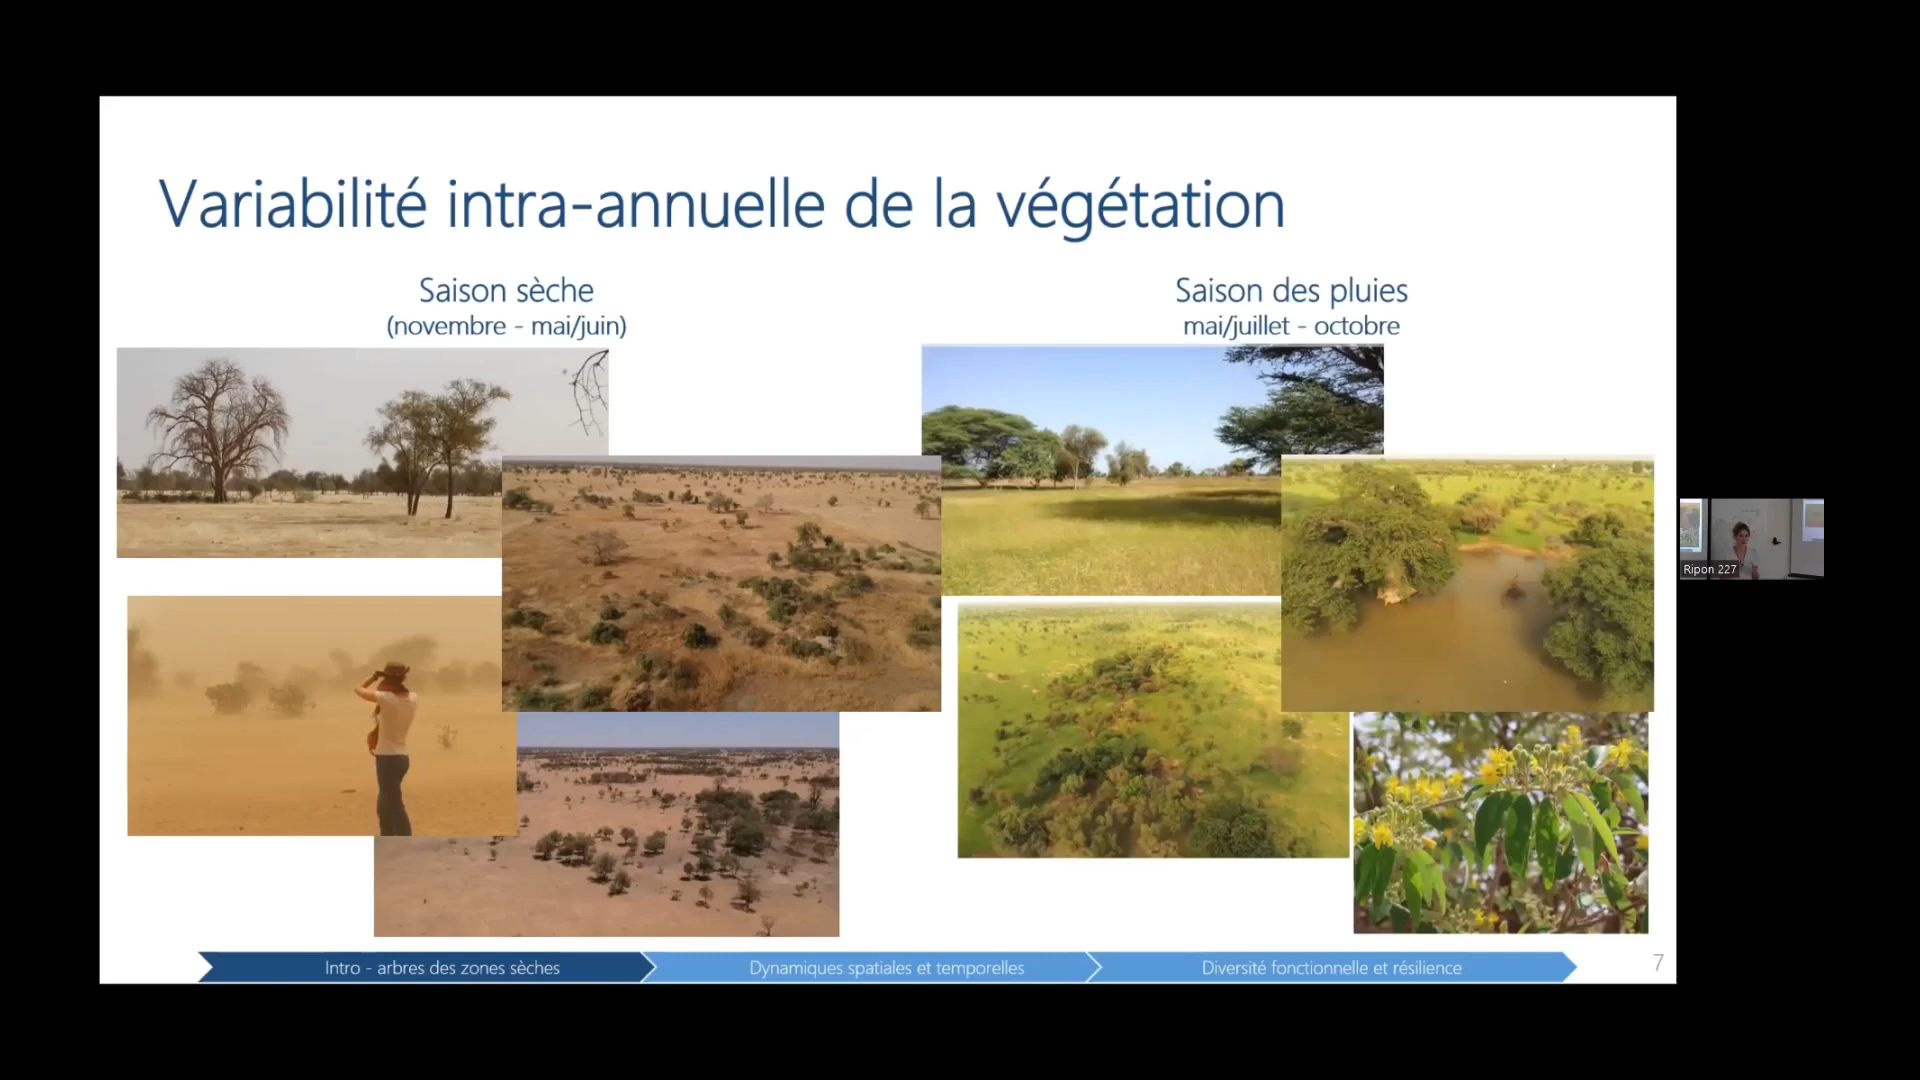 Variabilité intra-annuelle de la végétation
Saison sèche
(novembre - mai/juin)
Saison des pluies
mai/juillet - octobre
Ripon 227
Intro - arbres des zones sèches
Dynamiques spatiales et temporelles
Diversité fonctionnelle et résilience
7